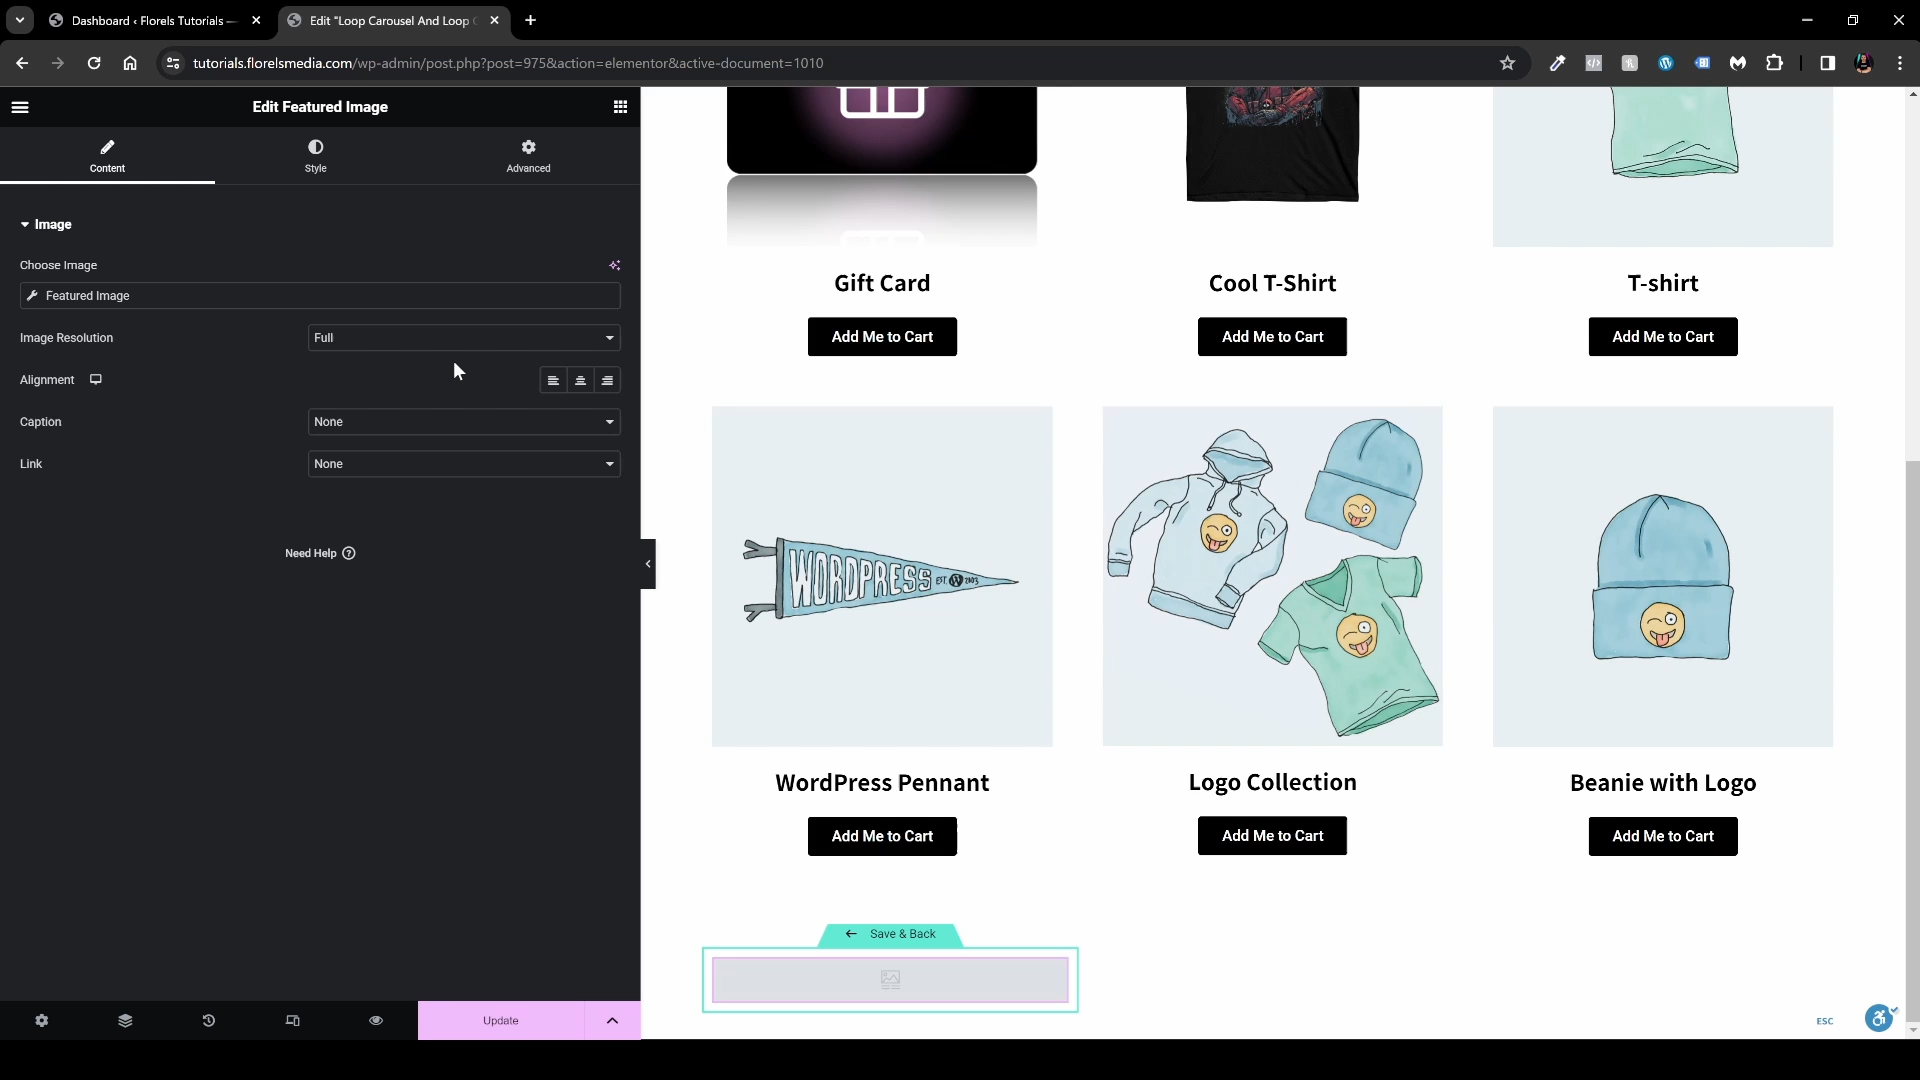 Dashboard ‹ Florels Tutorials —
Edit "Loop Carousel And Loop
tutorials.florelsmedia.com/wp-admin/post.php?post=975&action=elementor&active-document=1010
Edit Featured Image
Content
Style
Advanced
Image
Choose Image
Featured Image
Image Resolution
Full
Alignment
Caption
None
Link
None
Need Help
Update
Gift Card
Cool T-Shirt
T-shirt
Add Me to Cart
Add Me to Cart
Add Me to Cart
WORDPRESS EST. 2003
WordPress Pennant
Logo Collection
Beanie with Logo
Add Me to Cart
Add Me to Cart
Add Me to Cart
Save & Back
ESC